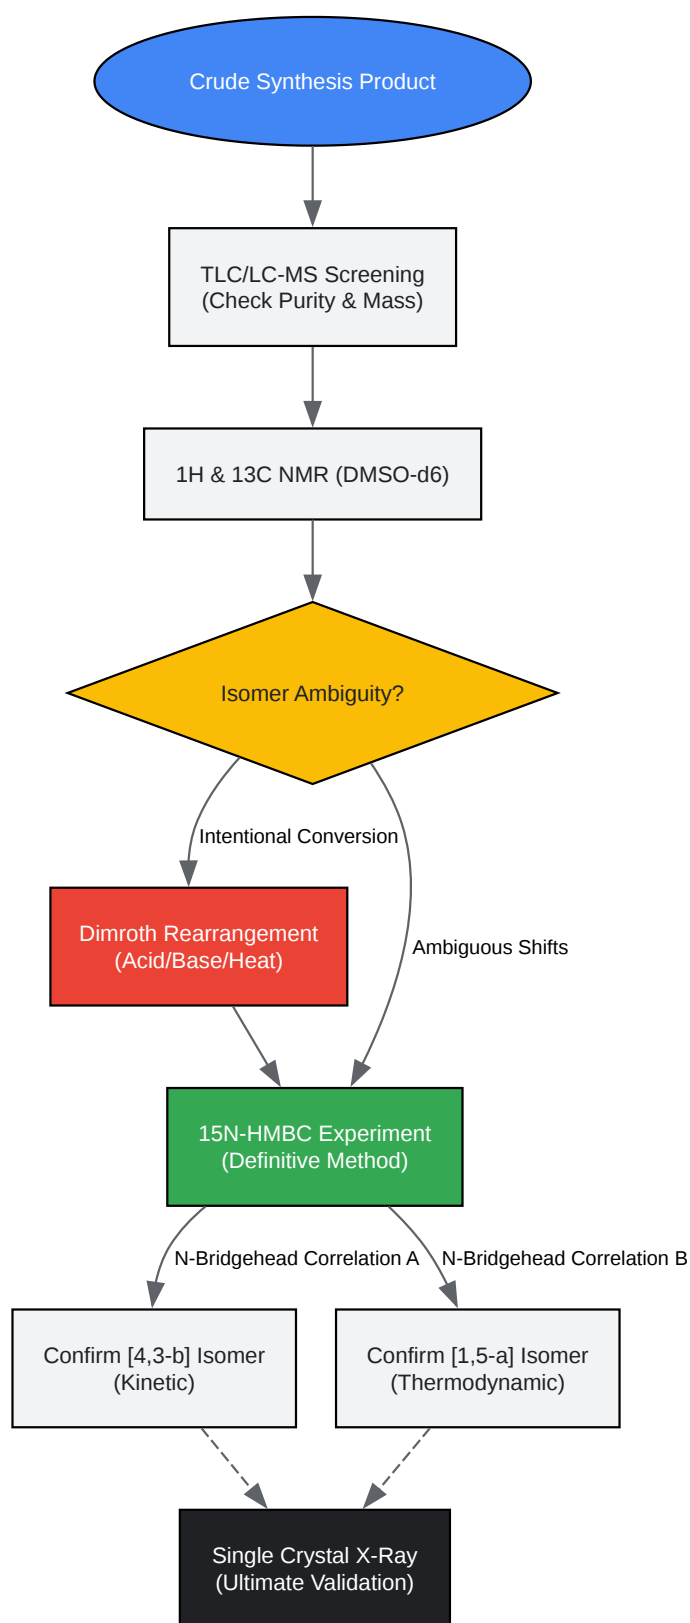 Crude Synthesis Product
TLC/LC-MS Screening
(Check Purity & Mass)
1H & 13C NMR (DMSO-d6)
Isomer Ambiguity?
Intentional Conversion
Dimroth Rearrangement
(Acid/Base/Heat)
Ambiguous Shifts
15N-HMBC Experiment
(Definitive Method)
N-Bridgehead Correlation A
N-Bridgehead Correlation B
Confirm [4,3-b] Isomer
(Kinetic)
Confirm [1,5-a] Isomer
(Thermodynamic)
Single Crystal X-Ray
(Ultimate Validation)